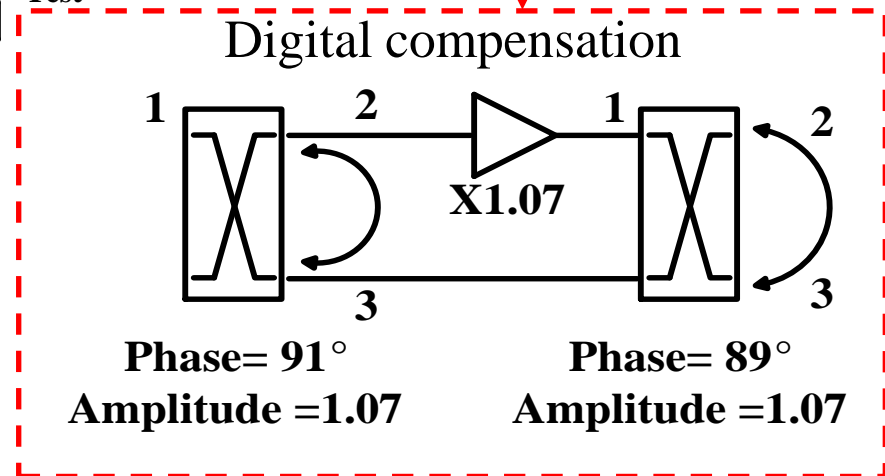 Digital compensation
1 2 1 2
X1.07
3 3
Phase= 91° Phase= 89°
Amplitude =1.07 Amplitude =1.07